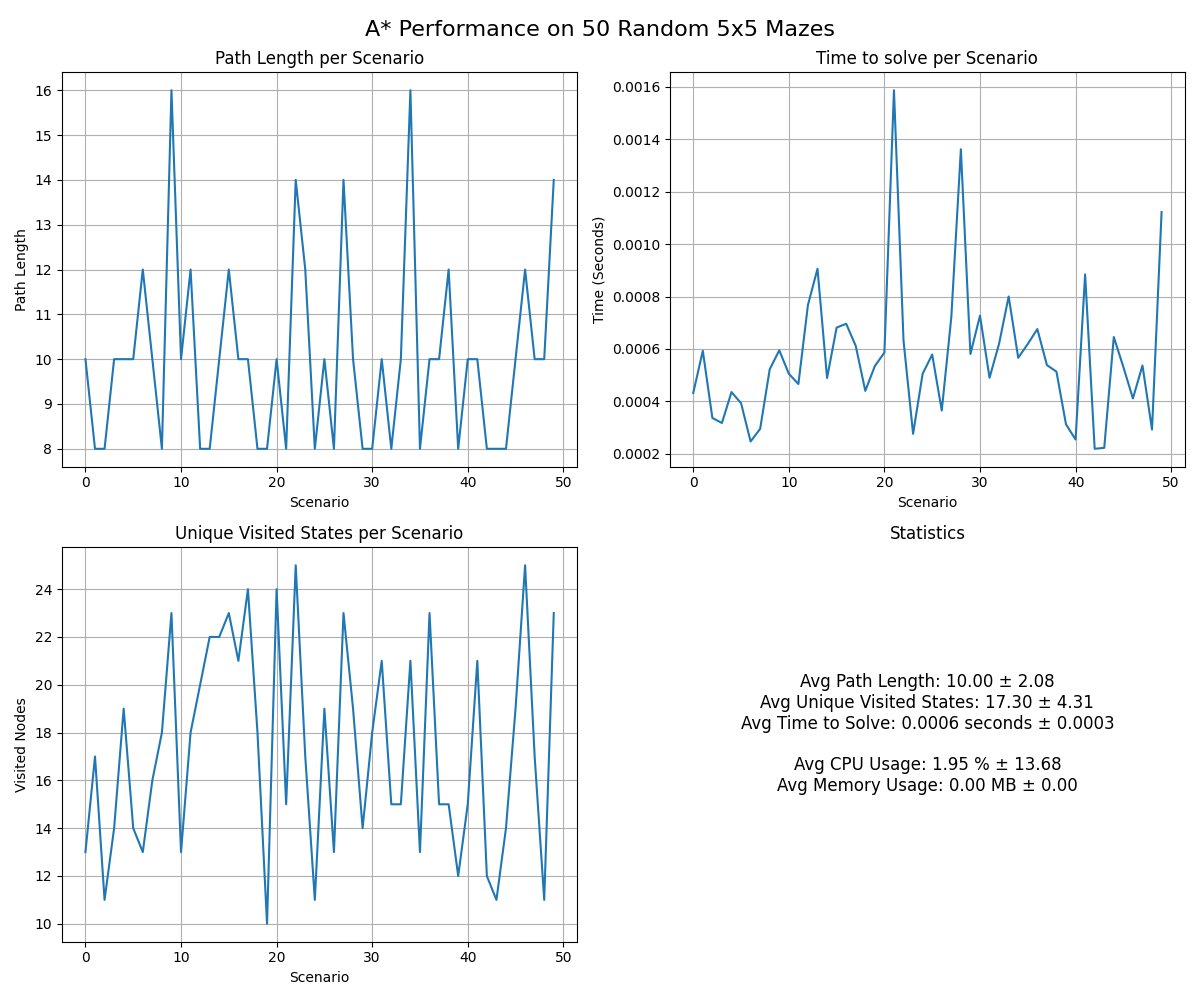 A* Performance on 50 Random 5x5 Mazes
Path Length per Scenario
16
15
14
13
12
11
10
9
8
Path Length
0 10 20 30 40 50
Scenario
Time to solve per Scenario
0.0016
0.0014
0.0012
0.0010
0.0008
0.0006
0.0004
0.0002
Time (Seconds)
0 10 20 30 40 50
Scenario
Unique Visited States per Scenario
24
22
20
18
16
14
12
10
Visited Nodes
0 10 20 30 40 50
Scenario
Statistics
Avg Path Length: 10.00 ± 2.08
Avg Unique Visited States: 17.30 ± 4.31
Avg Time to Solve: 0.0006 seconds ± 0.0003
Avg CPU Usage: 1.95 % ± 13.68
Avg Memory Usage: 0.00 MB ± 0.00